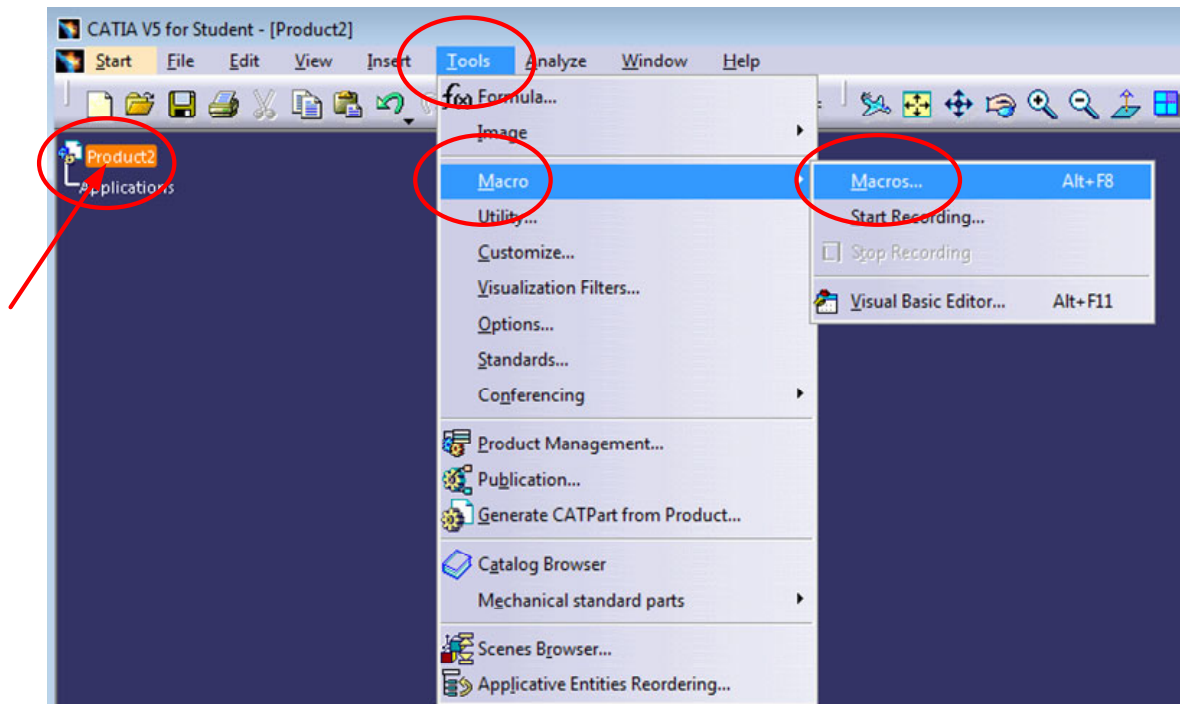 CATIA V5 for Student - [Product2]
Start File Edit View Insert Tools Analyze Window Help
f(x) Formula...
Image
Product2
Applications
Macro
Macros... Alt+F8
Utility...
Start Recording...
Customize...
Stop Recording
Visualization Filters...
Visual Basic Editor... Alt+F11
Options...
Standards...
Conferencing
Product Management...
Publication...
Generate CATPart from Product...
Catalog Browser
Mechanical standard parts
Scenes Browser...
Applicative Entities Reordering...